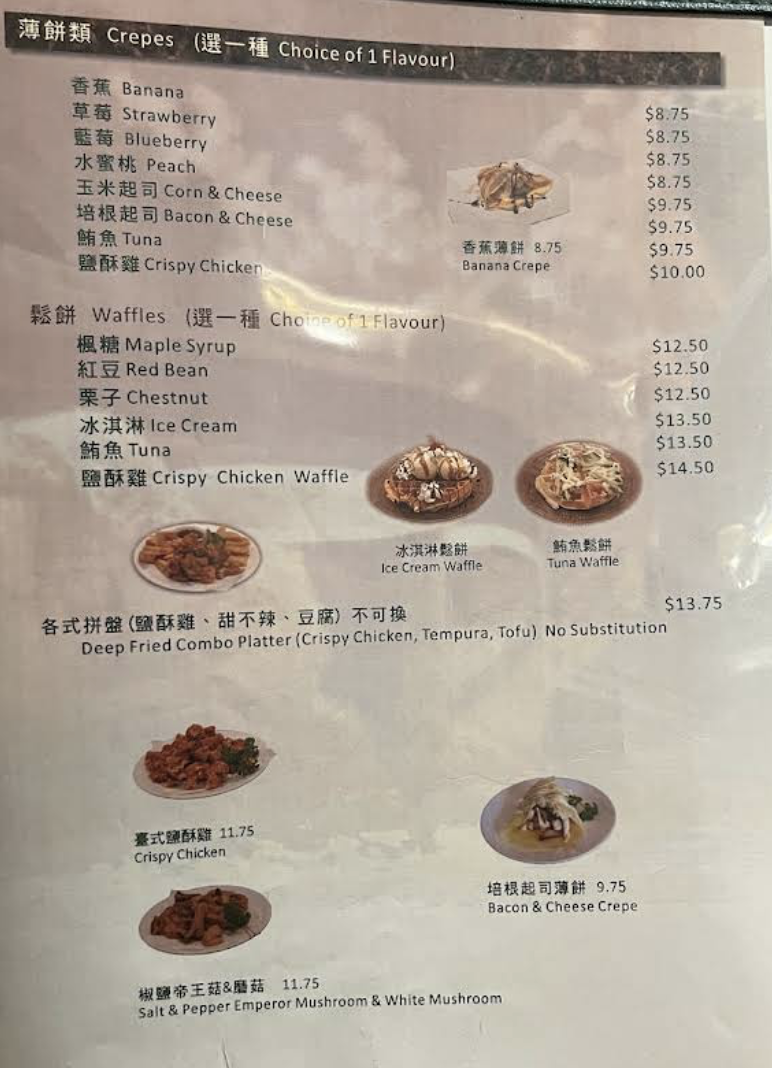 薄餅類 Crepes (選一種 Choice of 1 Flavour)
香蕉 Banana $8.75
草莓 Strawberry $8.75
藍莓 Blueberry $8.75
水蜜桃 Peach $8.75
玉米起司 Corn & Cheese $9.75
培根起司 Bacon & Cheese $9.75
鮪魚 Tuna $9.75
鹽酥雞 Crispy Chicken $10.00
香蕉薄餅 8.75
Banana Crepe
鬆餅 Waffles (選一種 Choice of 1 Flavour)
楓糖 Maple Syrup $12.50
紅豆 Red Bean $12.50
栗子 Chestnut $12.50
冰淇淋 Ice Cream $13.50
鮪魚 Tuna $13.50
鹽酥雞 Crispy Chicken Waffle $14.50
冰淇淋鬆餅
Ice Cream Waffle
鮪魚鬆餅
Tuna Waffle
各式拼盤 (鹽酥雞、甜不辣、豆腐) 不可換 $13.75
Deep Fried Combo Platter (Crispy Chicken, Tempura, Tofu) No Substitution
臺式鹽酥雞 11.75
Crispy Chicken
培根起司薄餅 9.75
Bacon & Cheese Crepe
椒鹽帝王菇&蘑菇 11.75
Salt & Pepper Emperor Mushroom & White Mushroom